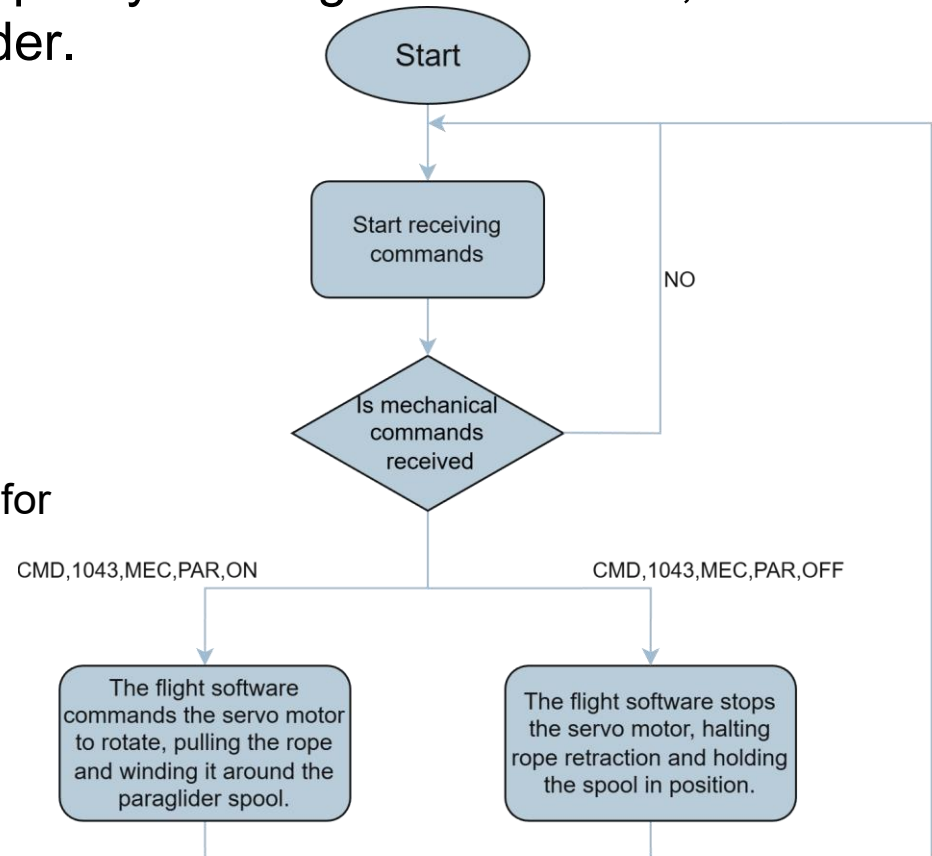 der.
Start
Start receiving
commands
NO
Is mechanical
commands
received
for
CMD,1043,MEC,PAR,ON
CMD,1043,MEC,PAR,OFF
The flight software
commands the servo motor
to rotate, pulling the rope
and winding it around the
paraglider spool.
The flight software stops
the servo motor, halting
rope retraction and holding
the spool in position.